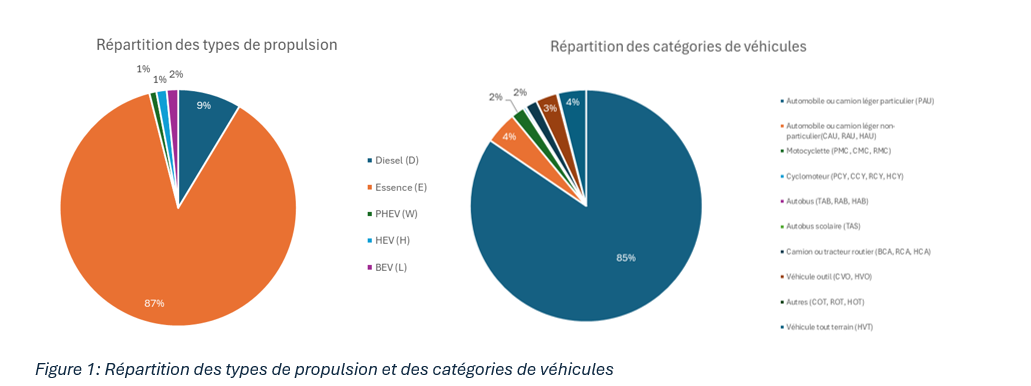 Répartition des types de propulsion
1%
1%
2%
9%
87%
Diesel (D)
Essence (E)
PHEV (W)
HEV (H)
BEV (L)
Répartition des catégories de véhicules
2%
2%
3%
4%
4%
85%
Automobile ou camion léger particulier (PAU)
Automobile ou camion léger non-
particulier(CAU, RAU, HAU)
Motocyclette (PMC, CMC, RMC)
Cyclomoteur (PCY, CCY, RCY, HCY)
Autobus (TAB, RAB, HAB)
Autobus scolaire (TAS)
Camion ou tracteur routier (BCA, RCA, HCA)
Véhicule outil (CVO, HVO)
Autres (COT, ROT, HOT)
Véhicule tout terrain (HVT)
Figure 1: Répartition des types de propulsion et des catégories de véhicules